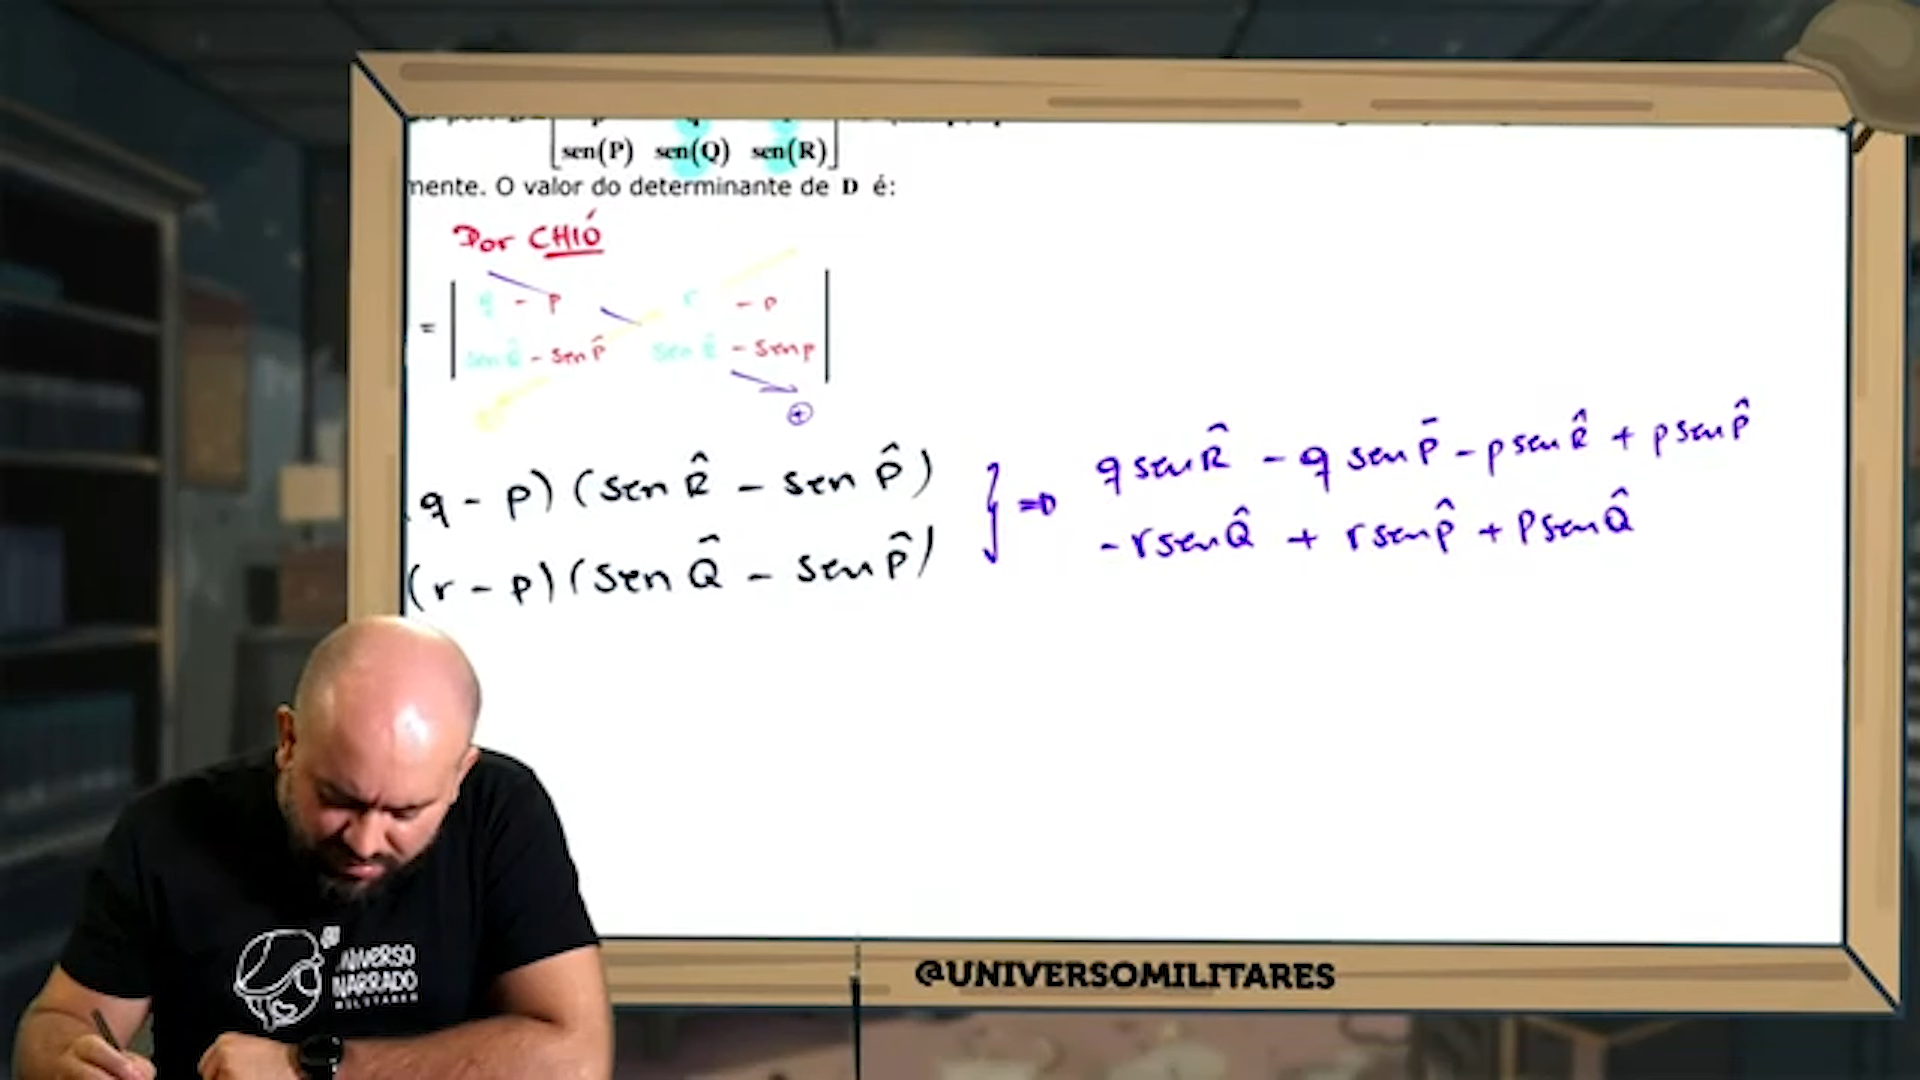 sen(P) sen(Q) sen(R)
mente. O valor do determinante de D é:
Por CHIÓ
= | q - p r - p |
sen Q̂ - sen P̂ sen R̂ - sen p
⊕
q - p) (sen R̂ - sen P̂)
(r - p) (sen Q̂ - sen P̂)
} ⇒ q sen R̂ - q sen P̄ - p sen R̂ + p sen P̂
- r sen Q̂ + r sen P̂ + p sen Q̂
UNIVERSO
NARRADO
MILITARES
@UNIVERSOMILITARES